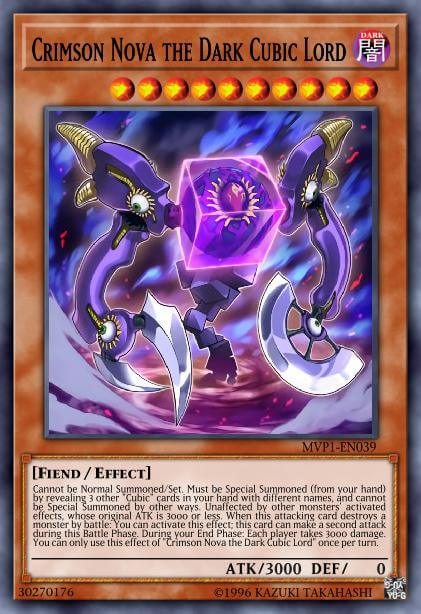 Crimson Nova the Dark Cubic Lord
DARK
闇
MVP1-EN039
[Fiend / Effect]
Cannot be Normal Summoned/Set. Must be Special Summoned (from your hand)
by revealing 3 other "Cubic" cards in your hand with different names, and cannot
be Special Summoned by other ways. Unaffected by other monsters' activated
effects, whose original ATK is 3000 or less. When this attacking card destroys a
monster by battle: You can activate this effect; this card can make a second attack
during this Battle Phase. During your End Phase: Each player takes 3000 damage.
You can only use this effect of "Crimson Nova the Dark Cubic Lord" once per turn.
ATK/3000 DEF/ 0
30270176
©1996 KAZUKI TAKAHASHI